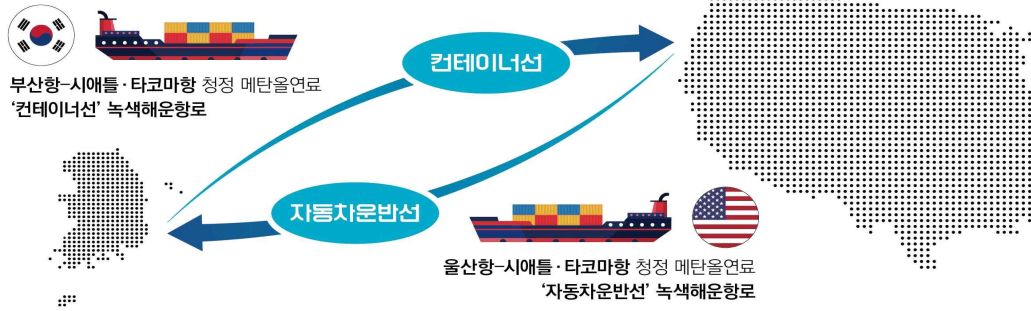 컨테이너선
부산항-시애틀·타코마항 청정 메탄올연료
‘컨테이너선’ 녹색해운항로
자동차운반선
울산항-시애틀·타코마항 청정 메탄올연료
‘자동차운반선’ 녹색해운항로